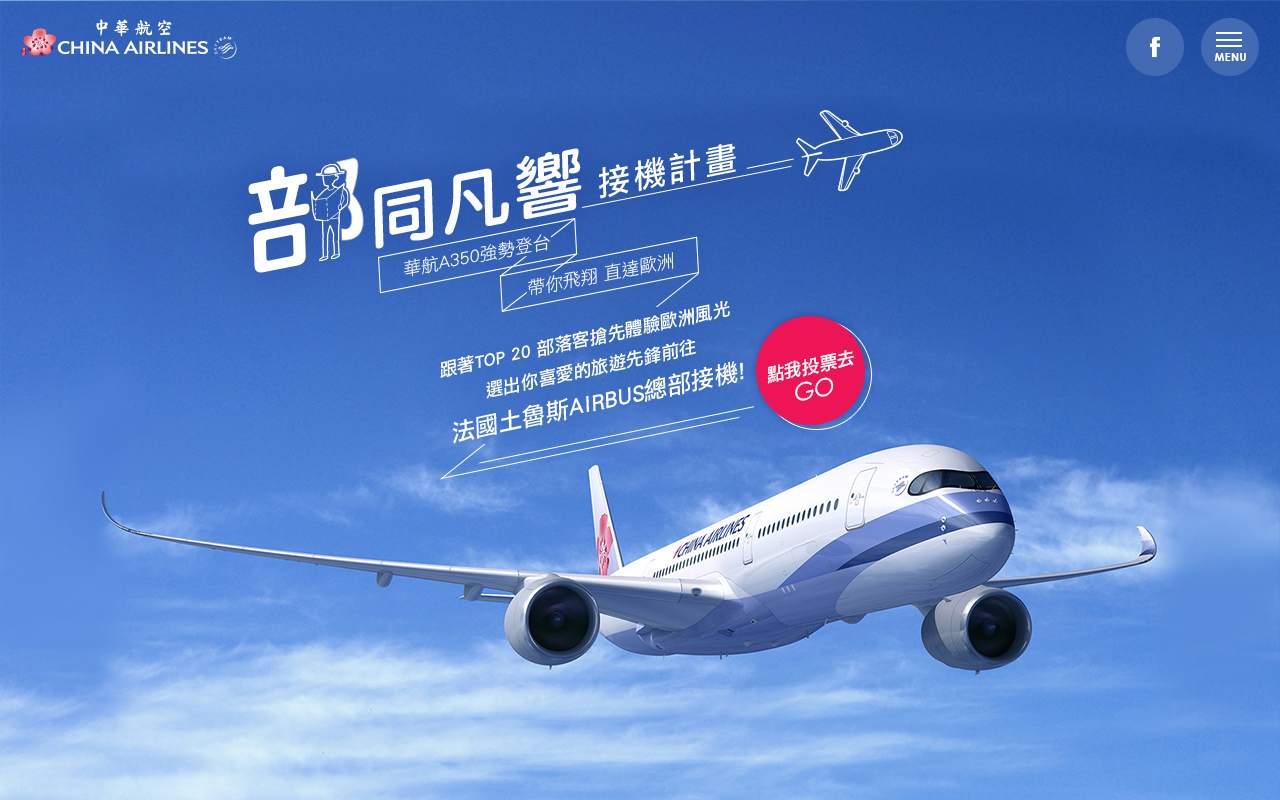 中華航空
CHINA AIRLINES
f
MENU
部同凡響 接機計畫
華航A350強勢登台
帶你飛翔 直達歐洲
跟著TOP 20 部落客搶先體驗歐洲風光
選出你喜愛的旅遊先鋒前往
法國土魯斯AIRBUS總部接機!
點我投票去
GO
CHINA AIRLINES